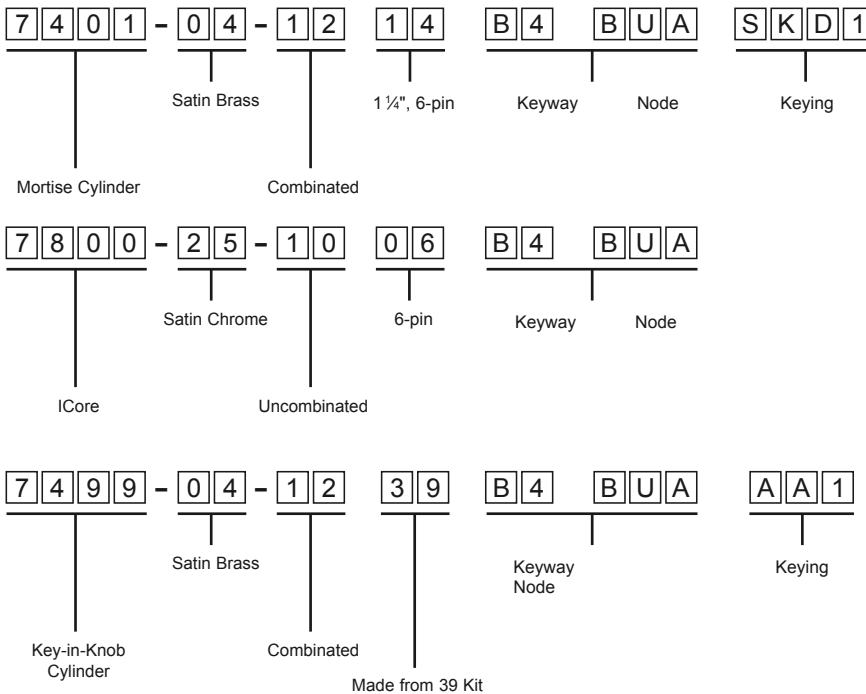 7401-04-12 14 B4 BUA SKD1
Satin Brass 1 ¼", 6-pin Keyway Node Keying
Mortise Cylinder Combinated
7800-25-10 06 B4 BUA
Satin Chrome 6-pin Keyway Node
ICore Uncombinated
7499-04-12 39 B4 BUA AA1
Satin Brass Keyway Keying
Node
Key-in-Knob Combinated
Cylinder
Made from 39 Kit